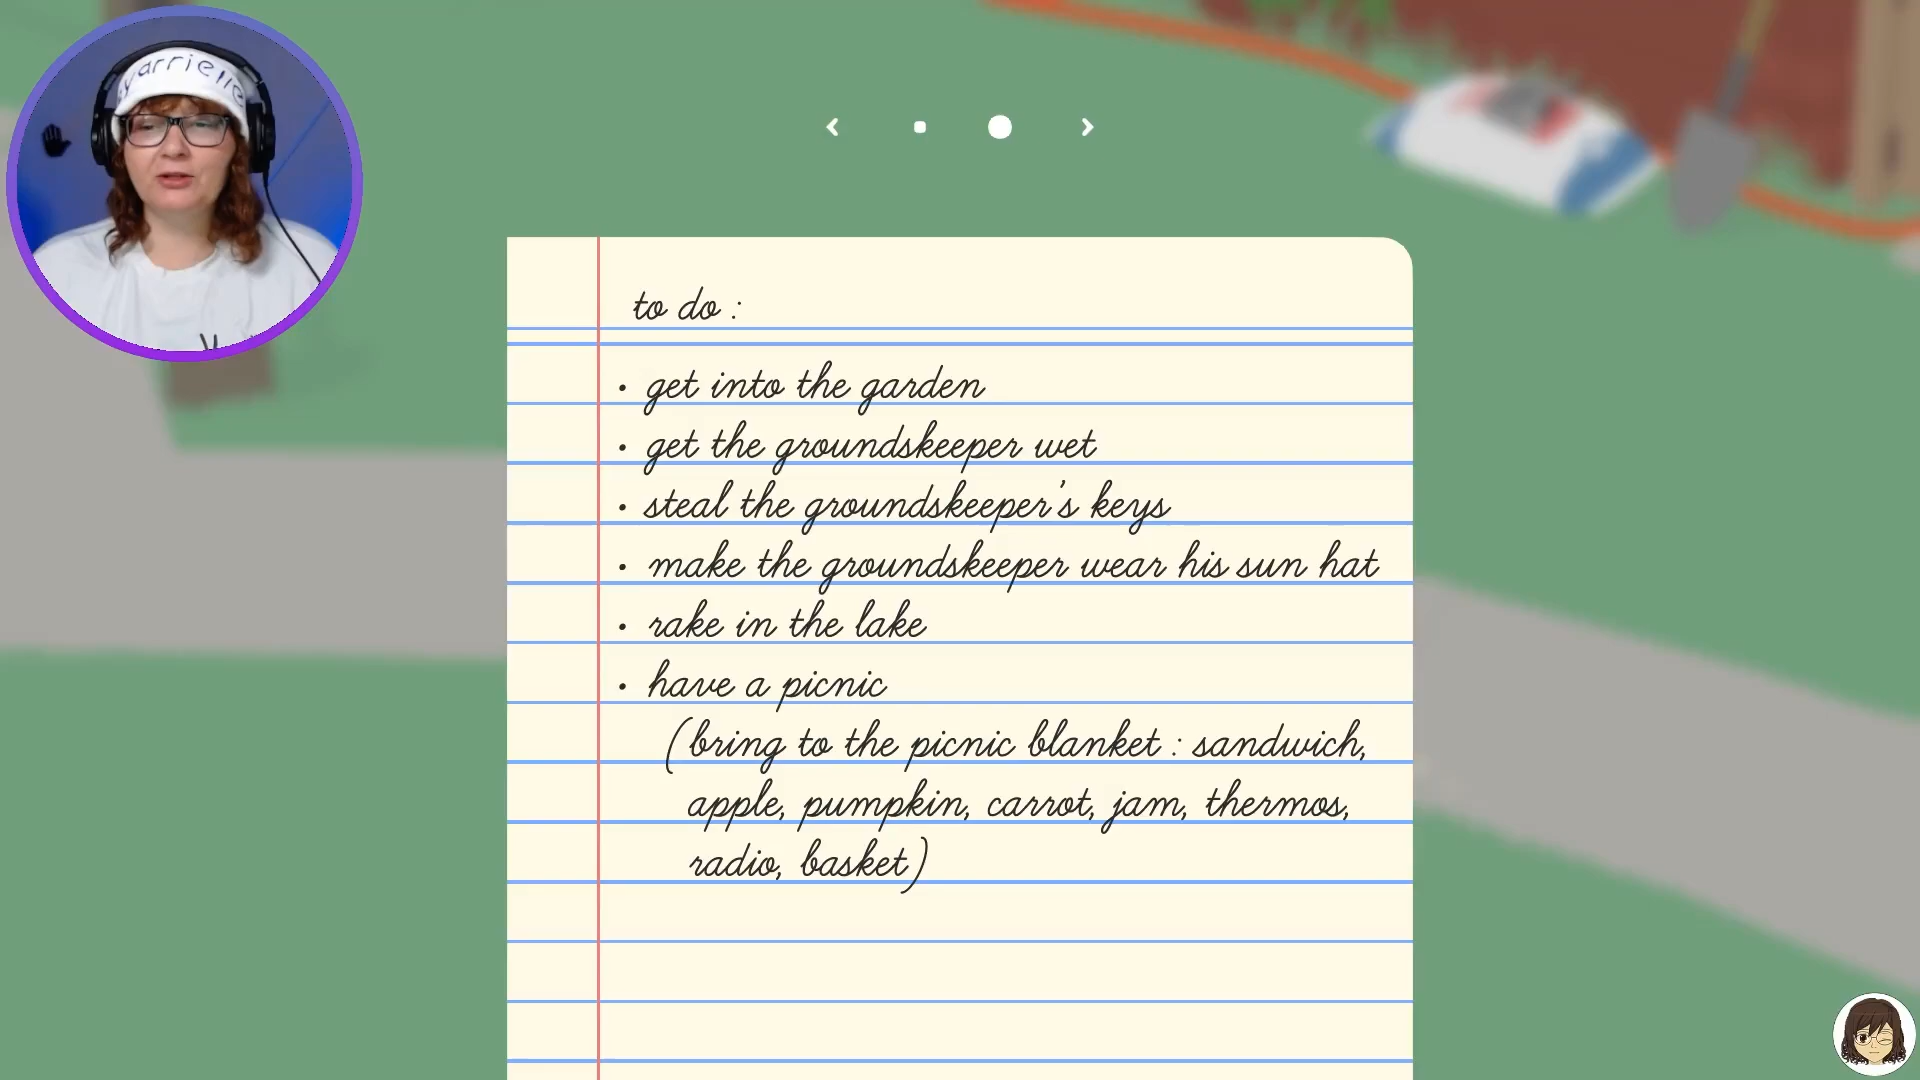 yarrielle
to do :
• get into the garden
• get the groundskeeper wet
• steal the groundskeeper's keys
• make the groundskeeper wear his sun hat
• rake in the lake
• have a picnic
(bring to the picnic blanket : sandwich,
apple, pumpkin, carrot, jam, thermos,
radio, basket)